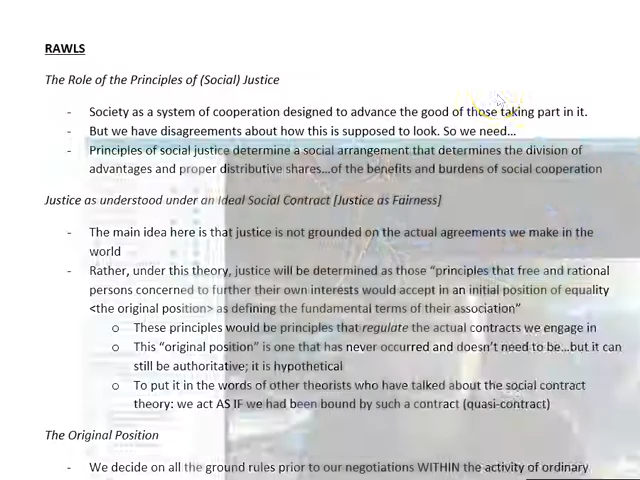 RAWLS
The Role of the Principles of (Social) Justice
- Society as a system of cooperation designed to advance the good of those taking part in it.
- But we have disagreements about how this is supposed to look. So we need…
- Principles of social justice determine a social arrangement that determines the division of
advantages and proper distributive shares…of the benefits and burdens of social cooperation
Justice as understood under an Ideal Social Contract [Justice as Fairness]
- The main idea here is that justice is not grounded on the actual agreements we make in the
world
- Rather, under this theory, justice will be determined as those “principles that free and rational
persons concerned to further their own interests would accept in an initial position of equality
<the original position> as defining the fundamental terms of their association”
o These principles would be principles that regulate the actual contracts we engage in
o This “original position” is one that has never occurred and doesn’t need to be…but it can
still be authoritative; it is hypothetical
o To put it in the words of other theorists who have talked about the social contract
theory: we act AS IF we had been bound by such a contract (quasi-contract)
The Original Position
- We decide on all the ground rules prior to our negotiations WITHIN the activity of ordinary